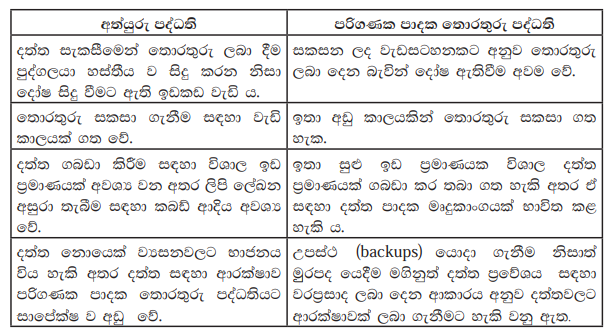 අත්යුරු පද්ධති
පරිගණක පාදක තොරතුරු පද්ධති
දත්ත සැකසීමෙන් තොරතුරු ලබා දීම
පුද්ගලයා හස්තීය ව සිදු කරන නිසා
දෝෂ සිදු වීමට ඇති ඉඩකඩ වැඩි ය.
සකසන ලද වැඩසටහනකට අනුව තොරතුරු
ලබා දෙන බැවින් දෝෂ ඇතිවීම අවම වේ.
තොරතුරු සකසා ගැනීම සඳහා වැඩි
කාලයක් ගත වේ.
ඉතා අඩු කාලයකින් තොරතුරු සකසා ගත
හැක.
දත්ත ගබඩා කිරීම සඳහා විශාල ඉඩ
ප්‍රමාණයක් අවශ්‍ය වන අතර ලිපි ලේඛන
අසුරා තැබීම සඳහා කබඩ් ආදිය අවශ්‍ය
වේ.
ඉතා සුළු ඉඩ ප්‍රමාණයක විශාල දත්ත
ප්‍රමාණයක් ගබඩා කර තබා ගත හැකි අතර ඒ
සඳහා දත්ත පාදක මෘදුකාංගයක් භාවිත කළ
හැකි ය.
දත්ත නොයෙක් ව්‍යසනවලට භාජනය
විය හැකි අතර දත්ත සඳහා ආරක්ෂාව
පරිගණක පාදක තොරතුරු පද්ධතියට
සාපේක්ෂ ව අඩු වේ.
උපස්ථ (backups) යොදා ගැනීම නිසාත්
මුරපද යෙදීම මගිනුත් දත්ත ප්‍රවේශය සඳහා
වරප්‍රසාද ලබා දෙන ආකාරය අනුව දත්තවලට
ආරක්ෂාවක් ලබා ගැනීමට හැකි වනු ඇත.